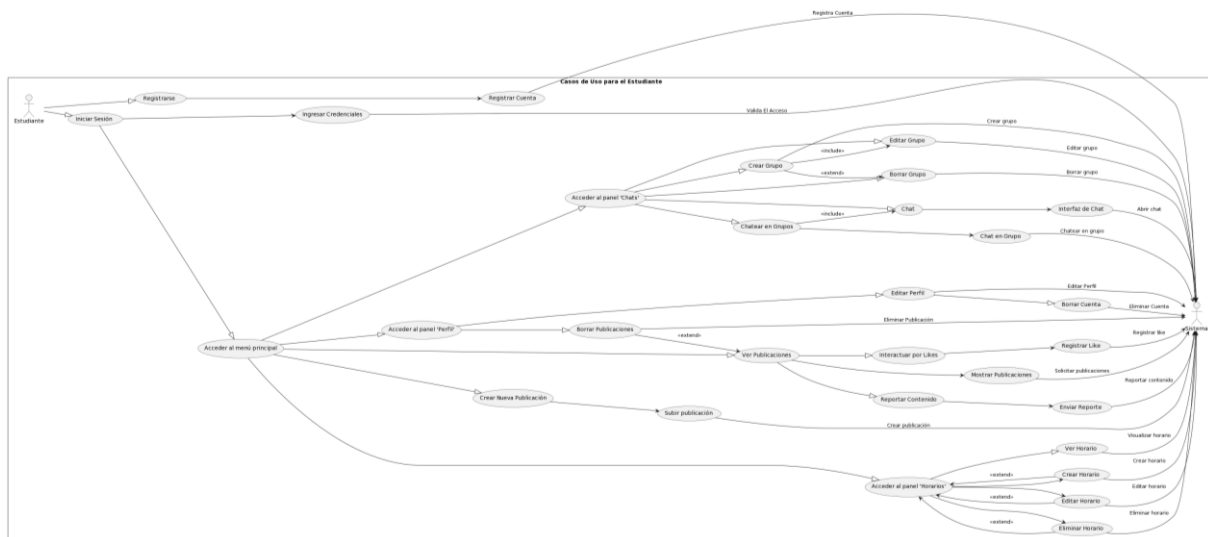 Registra Cuenta
Casos de Uso para el Estudiante
Estudiante
Registrarse
Registrar Cuenta
Iniciar Sesión
Ingresar Credenciales
Valida El Acceso
Crear grupo
Editar Grupo
Editar grupo
«include»
Crear Grupo
«extend»
Borrar Grupo
Borrar grupo
Acceder al panel 'Chats'
«include»
Chat
Interfaz de Chat
Abrir chat
Chatear en Grupos
Chat en Grupo
Chatear en grupo
Editar Perfil
Editar Perfil
Borrar Cuenta
Eliminar Cuenta
Sistema
Acceder al panel 'Perfil'
Borrar Publicaciones
Eliminar Publicación
«extend»
Acceder al menú principal
Ver Publicaciones
Interactuar por Likes
Registrar Like
Registrar like
Mostrar Publicaciones
Solicitar publicaciones
Reportar contenido
Crear Nueva Publicación
Subir publicación
Reportar Contenido
Enviar Reporte
Crear publicación
Visualizar horario
Ver Horario
Crear horario
«extend»
Crear Horario
Acceder al panel 'Horarios'
Editar horario
«extend»
Editar Horario
Eliminar horario
«extend»
Eliminar Horario